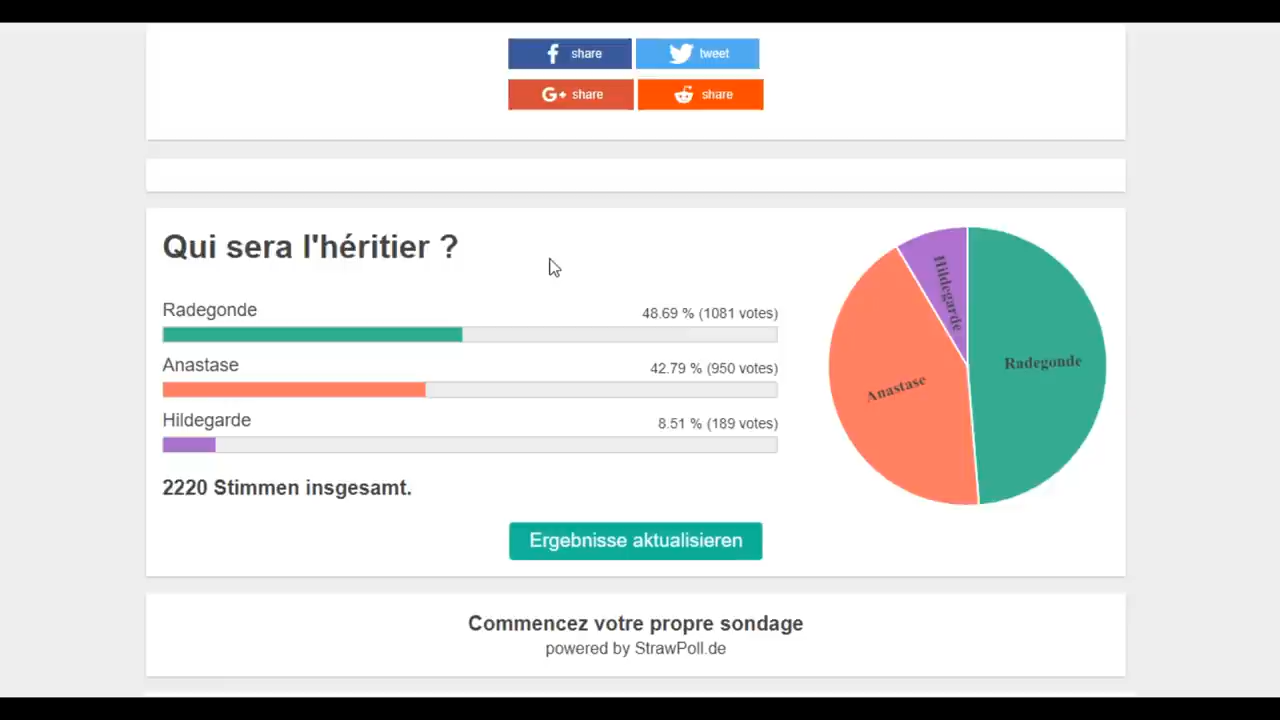 share
tweet
G+ share
share
Qui sera l'héritier ?
Radegonde
48.69 % (1081 votes)
Anastase
42.79 % (950 votes)
Hildegarde
8.51 % (189 votes)
2220 Stimmen insgesamt.
Ergebnisse aktualisieren
Hildegarde
Radegonde
Anastase
Commencez votre propre sondage
powered by StrawPoll.de